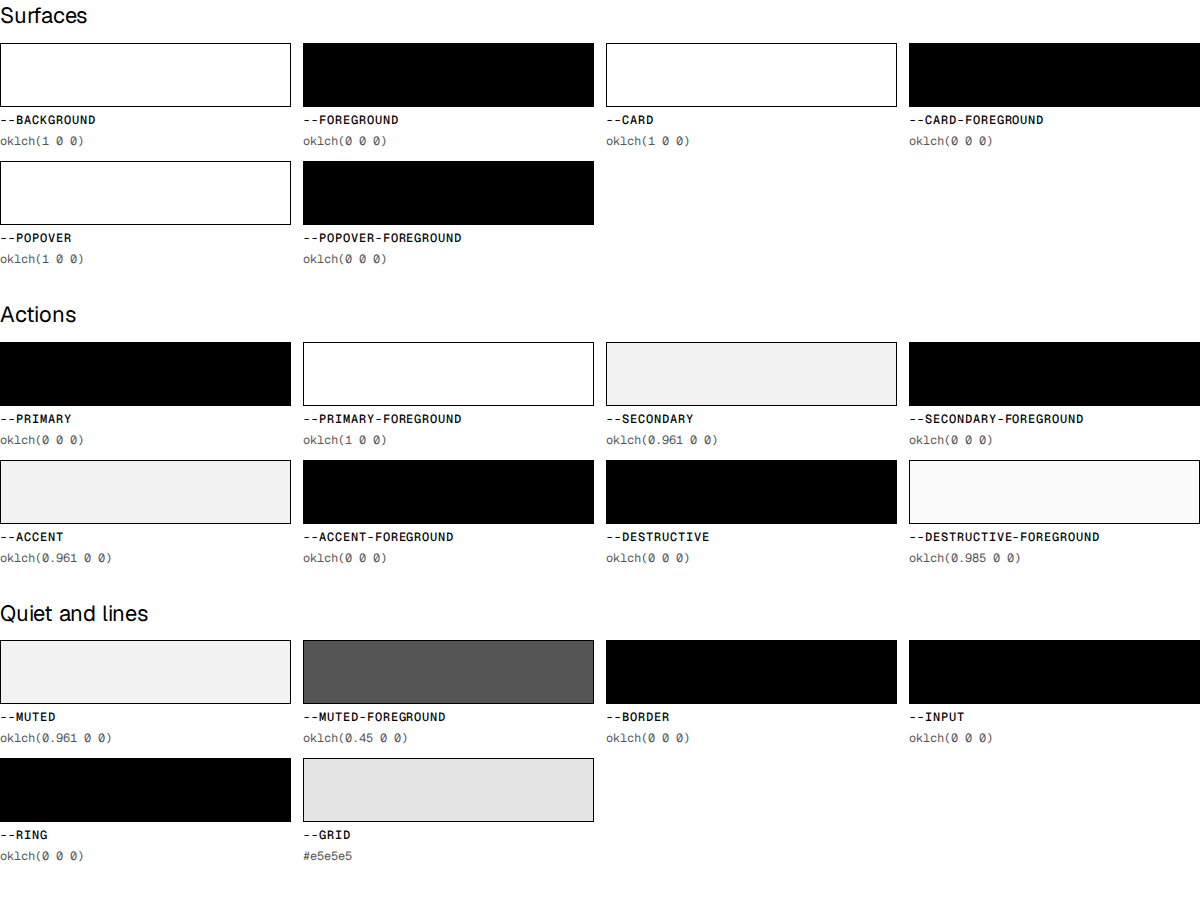 Surfaces
--BACKGROUND
oklch(1 0 0)
--FOREGROUND
oklch(0 0 0)
--CARD
oklch(1 0 0)
--CARD-FOREGROUND
oklch(0 0 0)
--POPOVER
oklch(1 0 0)
--POPOVER-FOREGROUND
oklch(0 0 0)
Actions
--PRIMARY
oklch(0 0 0)
--PRIMARY-FOREGROUND
oklch(1 0 0)
--SECONDARY
oklch(0.961 0 0)
--SECONDARY-FOREGROUND
oklch(0 0 0)
--ACCENT
oklch(0.961 0 0)
--ACCENT-FOREGROUND
oklch(0 0 0)
--DESTRUCTIVE
oklch(0 0 0)
--DESTRUCTIVE-FOREGROUND
oklch(0.985 0 0)
Quiet and lines
--MUTED
oklch(0.961 0 0)
--MUTED-FOREGROUND
oklch(0.45 0 0)
--BORDER
oklch(0 0 0)
--INPUT
oklch(0 0 0)
--RING
oklch(0 0 0)
--GRID
#e5e5e5